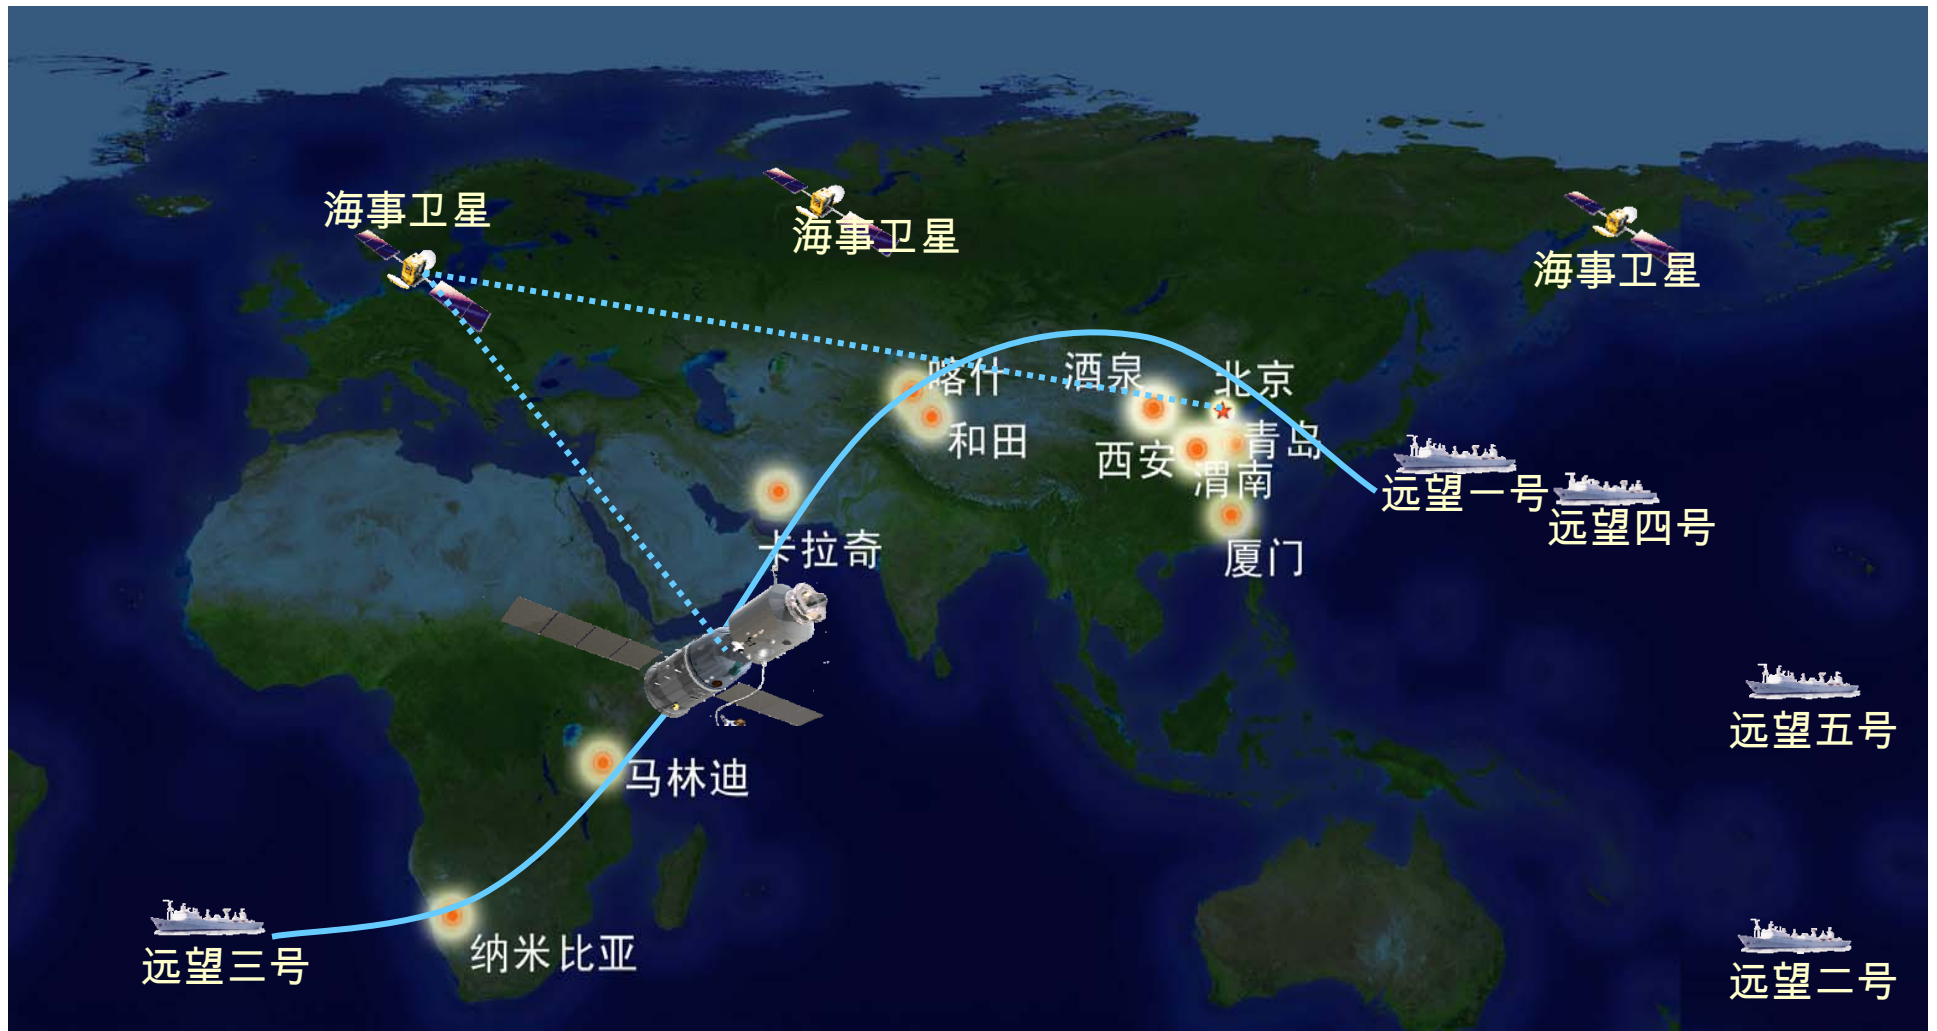 海事卫星
海事卫星
海事卫星
喀什
酒泉
北京
和田
西安
青岛
渭南
远望一号
远望四号
卡拉奇
厦门
远望五号
马林迪
纳米比亚
远望三号
远望二号